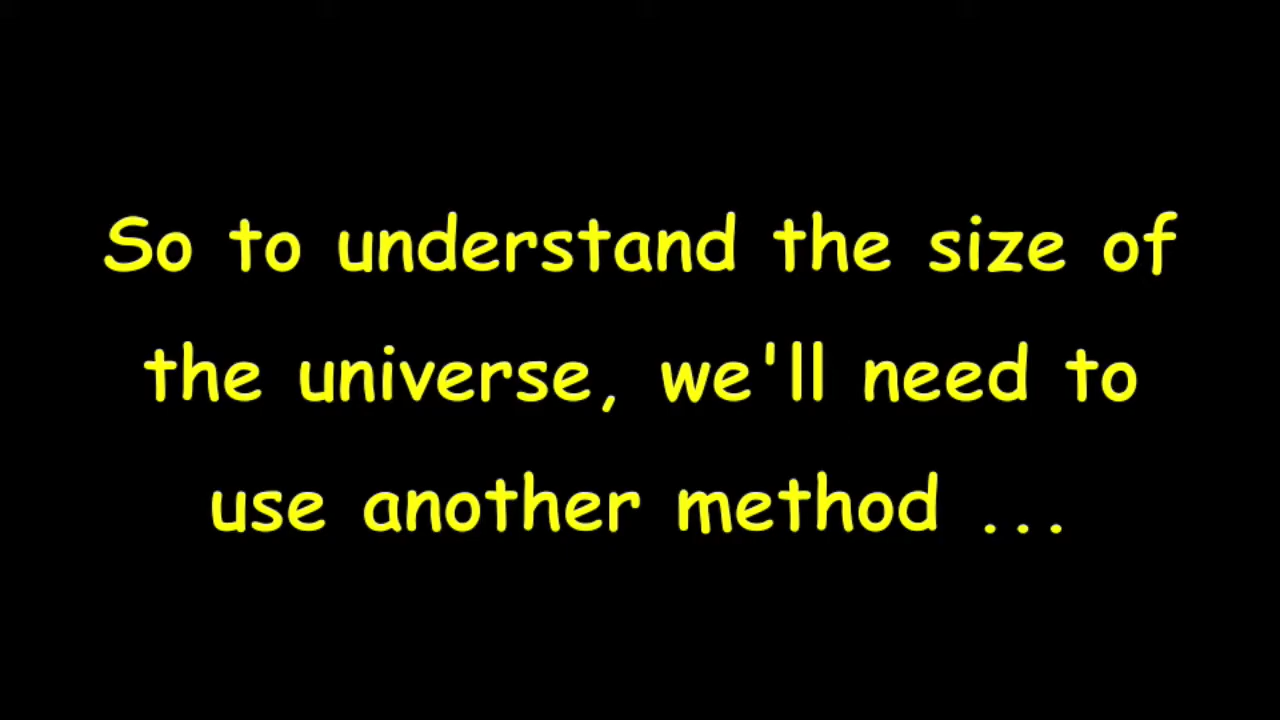 So to understand the size of
the universe, we'll need to
use another method ...